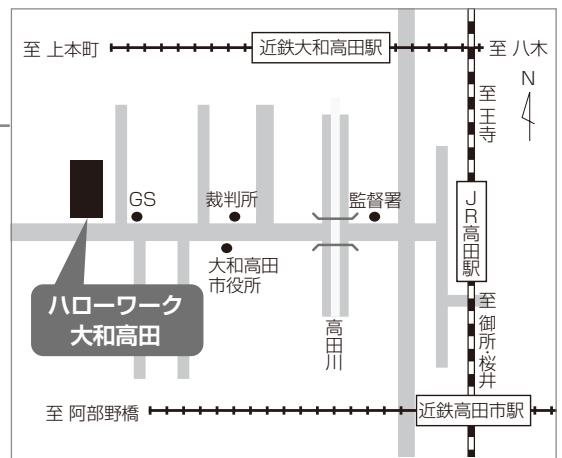 至 上本町
近鉄大和高田駅
至 八木
N
至 王寺
GS
裁判所
監督署
JR高田駅
大和高田
市役所
ハローワーク
大和高田
高田川
至 御所・桜井
至 阿部野橋
近鉄高田市駅